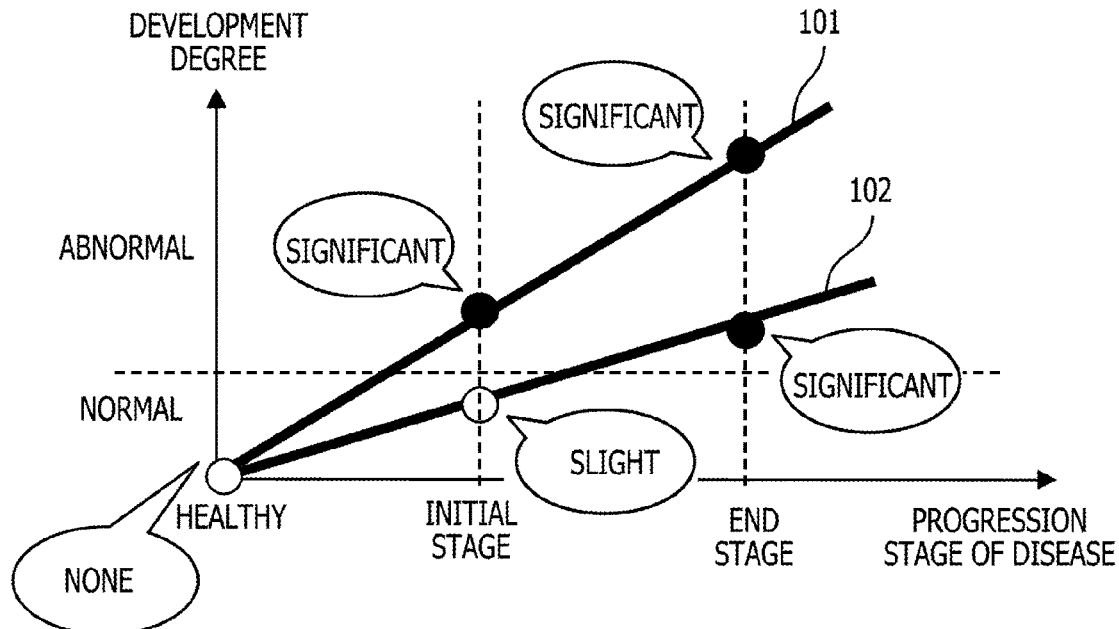 DEVELOPMENT
DEGREE
101
SIGNIFICANT
102
ABNORMAL
SIGNIFICANT
SIGNIFICANT
NORMAL
SLIGHT
HEALTHY
INITIAL
STAGE
END
STAGE
PROGRESSION
STAGE OF DISEASE
NONE